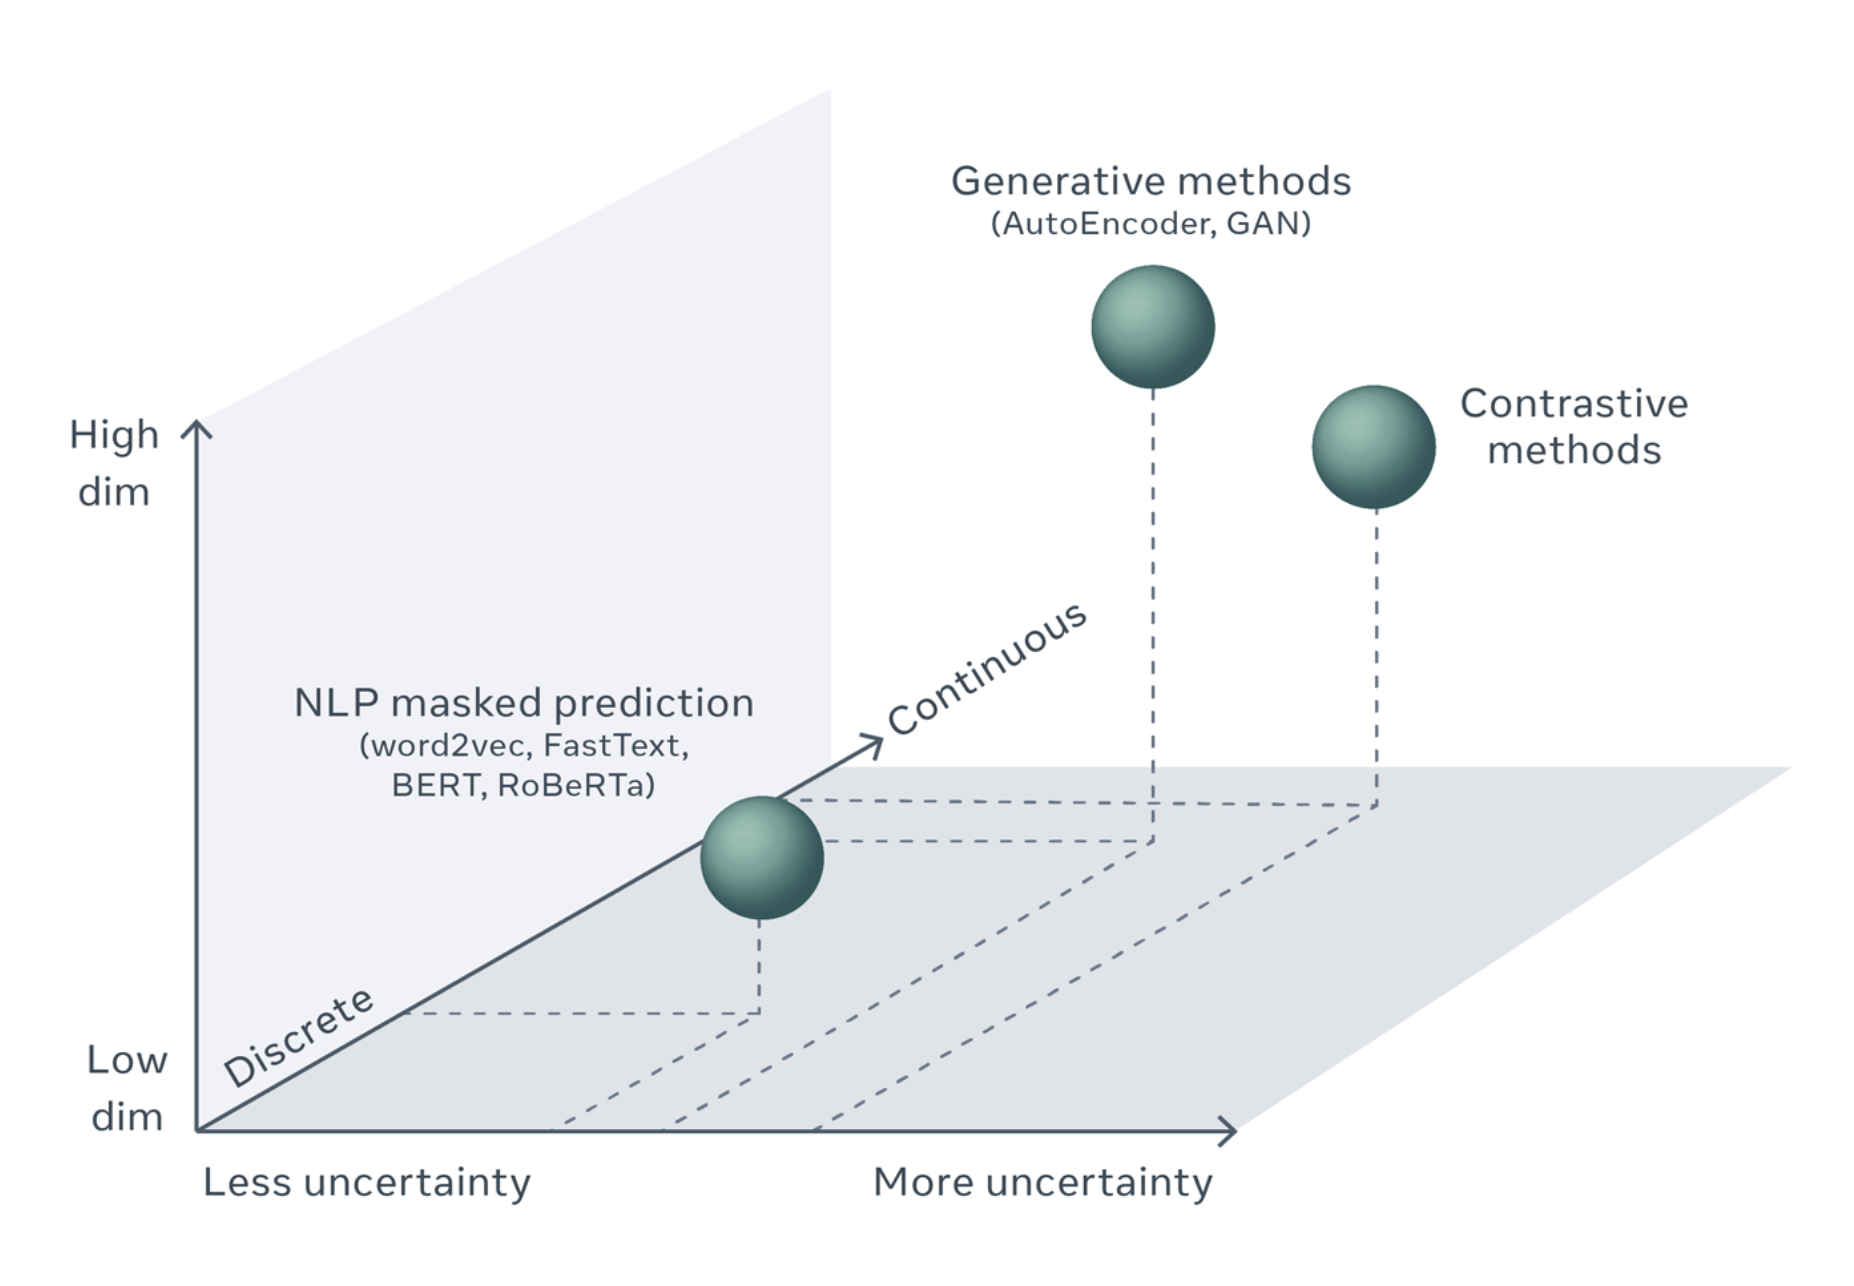 Generative methods
(AutoEncoder, GAN)
Contrastive
methods
High
dim
Continuous
NLP masked prediction
(word2vec, FastText,
BERT, RoBeRTa)
Discrete
Low
dim
Less uncertainty
More uncertainty